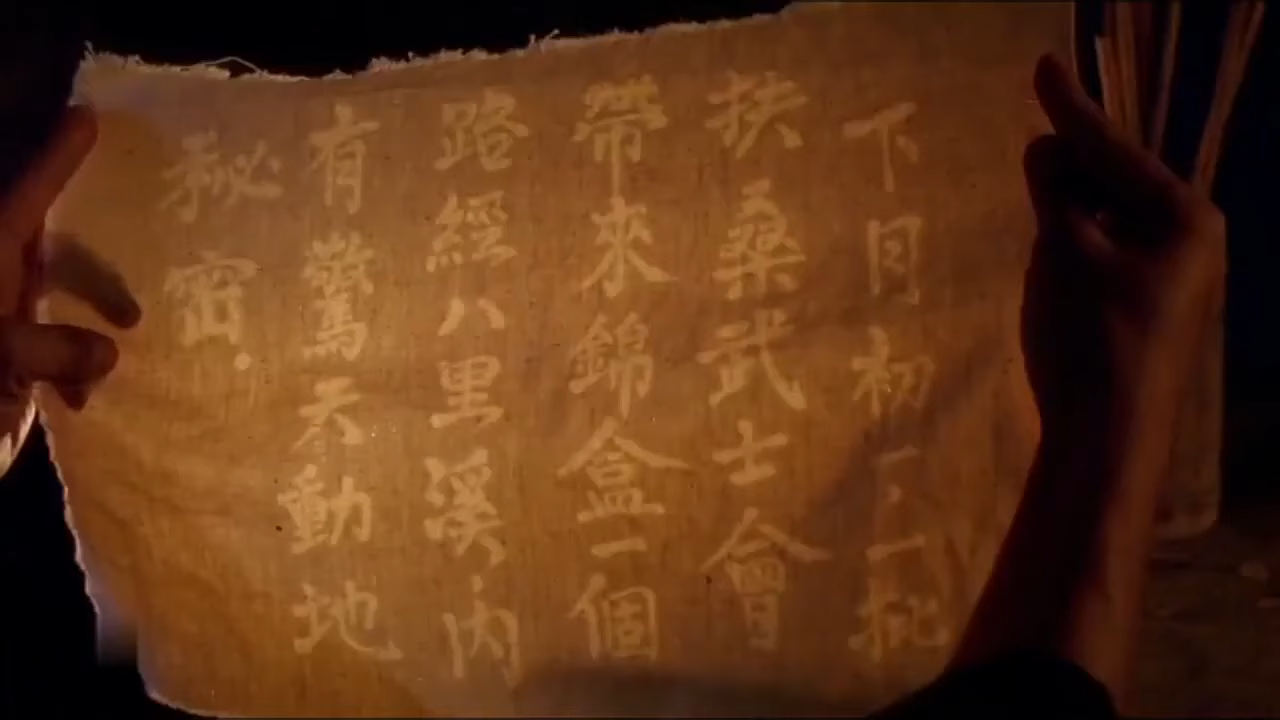 下月初一、一批
扶桑武士會
帶來錦盒一個
路經八里溪、內
有驚天動地
秘密.